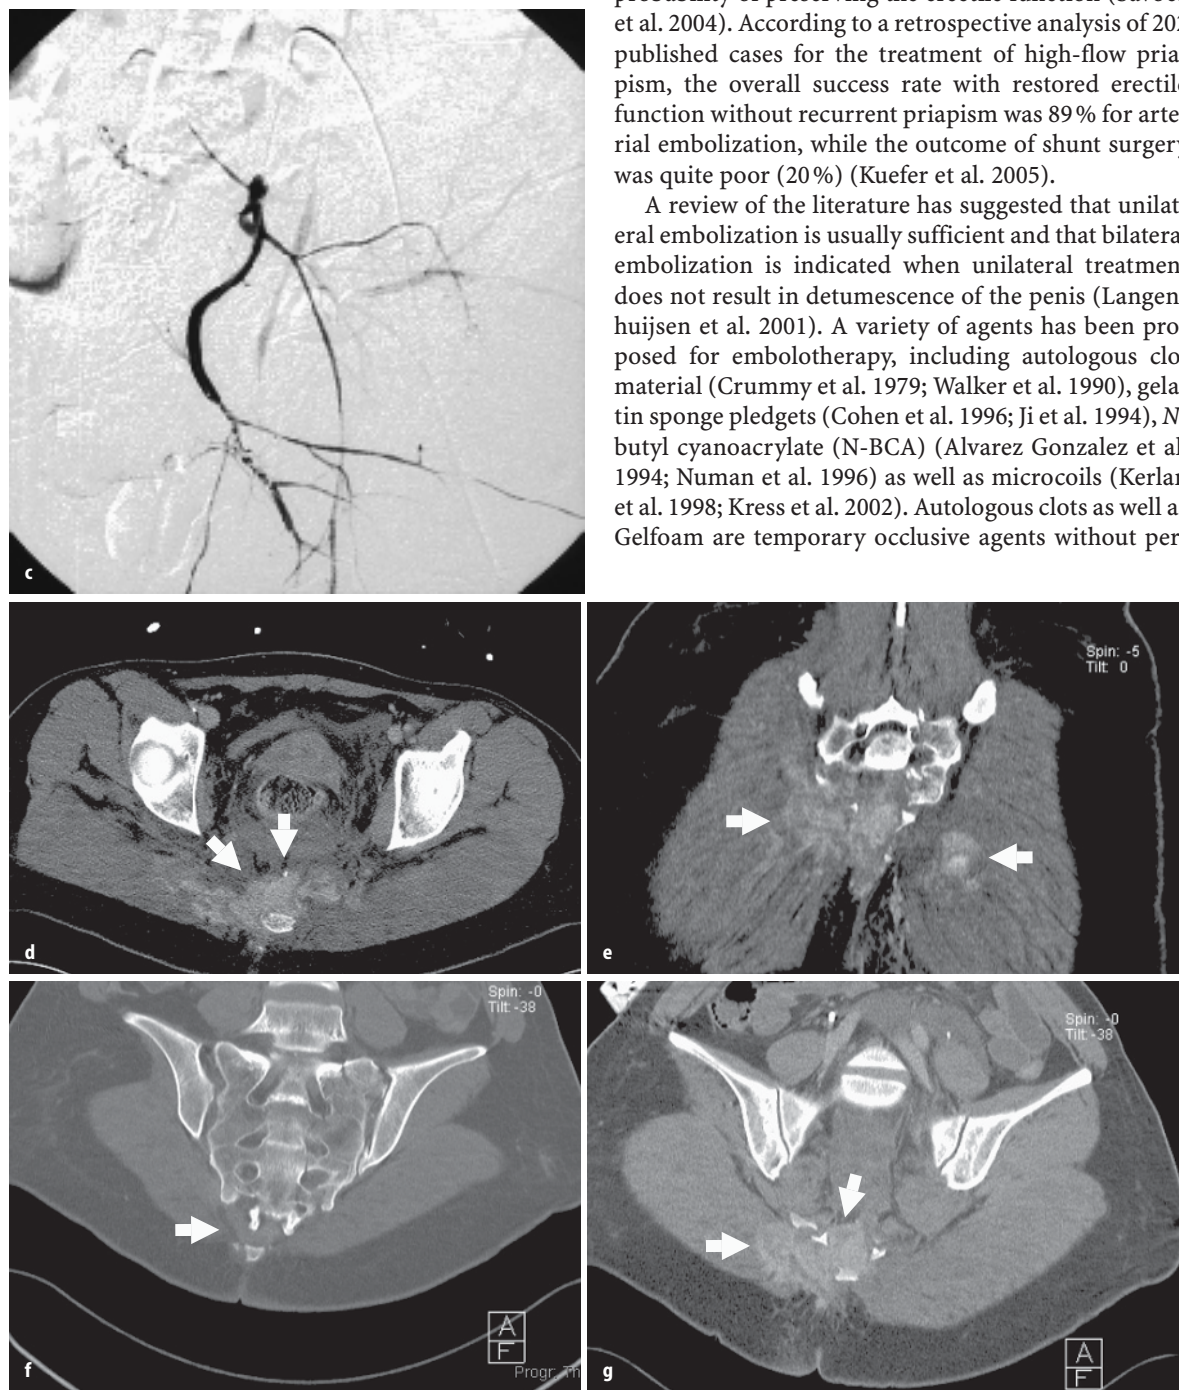 et al. 2004). According to a retrospective analysis of 202
published cases for the treatment of high-flow pria-
pism, the overall success rate with restored erectile
function without recurrent priapism was 89 % for arte-
rial embolization, while the outcome of shunt surgery
was quite poor (20 %) (Kuefer et al. 2005).
A review of the literature has suggested that unilat-
eral embolization is usually sufficient and that bilateral
embolization is indicated when unilateral treatment
does not result in detumescence of the penis (Langen-
huijsen et al. 2001). A variety of agents has been pro-
posed for embolotherapy, including autologous clot
material (Crummy et al. 1979; Walker et al. 1990), gela-
tin sponge pledgets (Cohen et al. 1996; Ji et al. 1994), N-
butyl cyanoacrylate (N-BCA) (Alvarez Gonzalez et al.
1994; Numan et al. 1996) as well as microcoils (Kerlan
et al. 1998; Kress et al. 2002). Autologous clots as well as
Gelfoam are temporary occlusive agents without per-
c
Spin: -5
Tilt: 0
d
e
Spin: -0
Tilt: -38
A
F
Progr: Th
f
Spin: -0
Tilt: -38
A
F
g